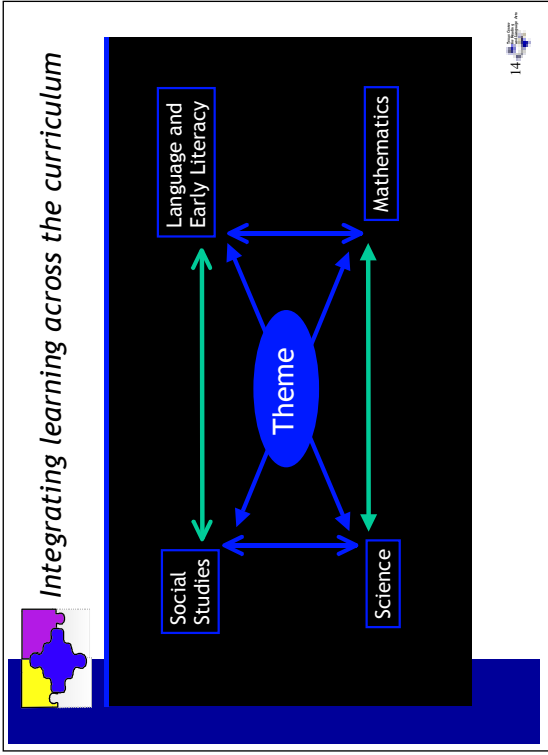 Integrating learning across the curriculum
Social
Studies
Language and
Early Literacy
Theme
Science
Mathematics
14